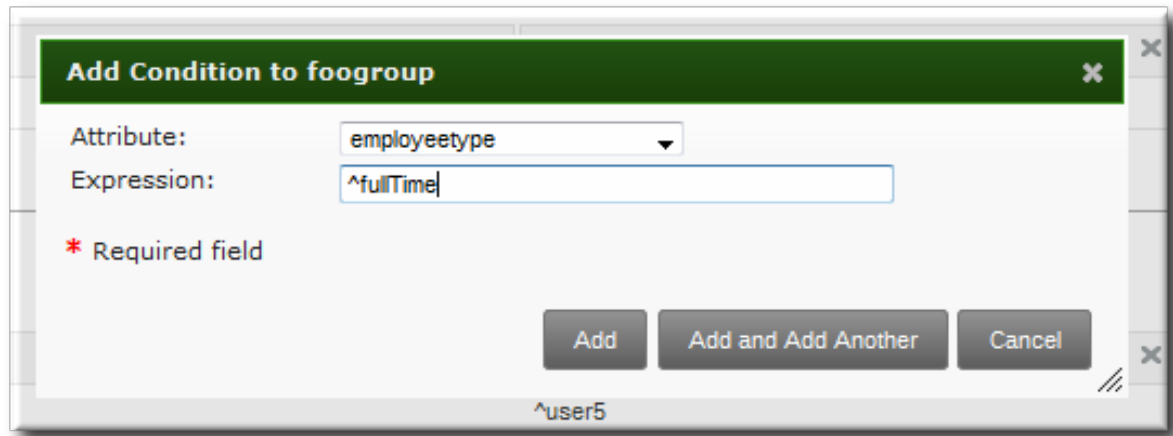 Add Condition to foogroup
Attribute: employeetype
Expression: ^fullTime
* Required field
Add Add and Add Another Cancel
^user5